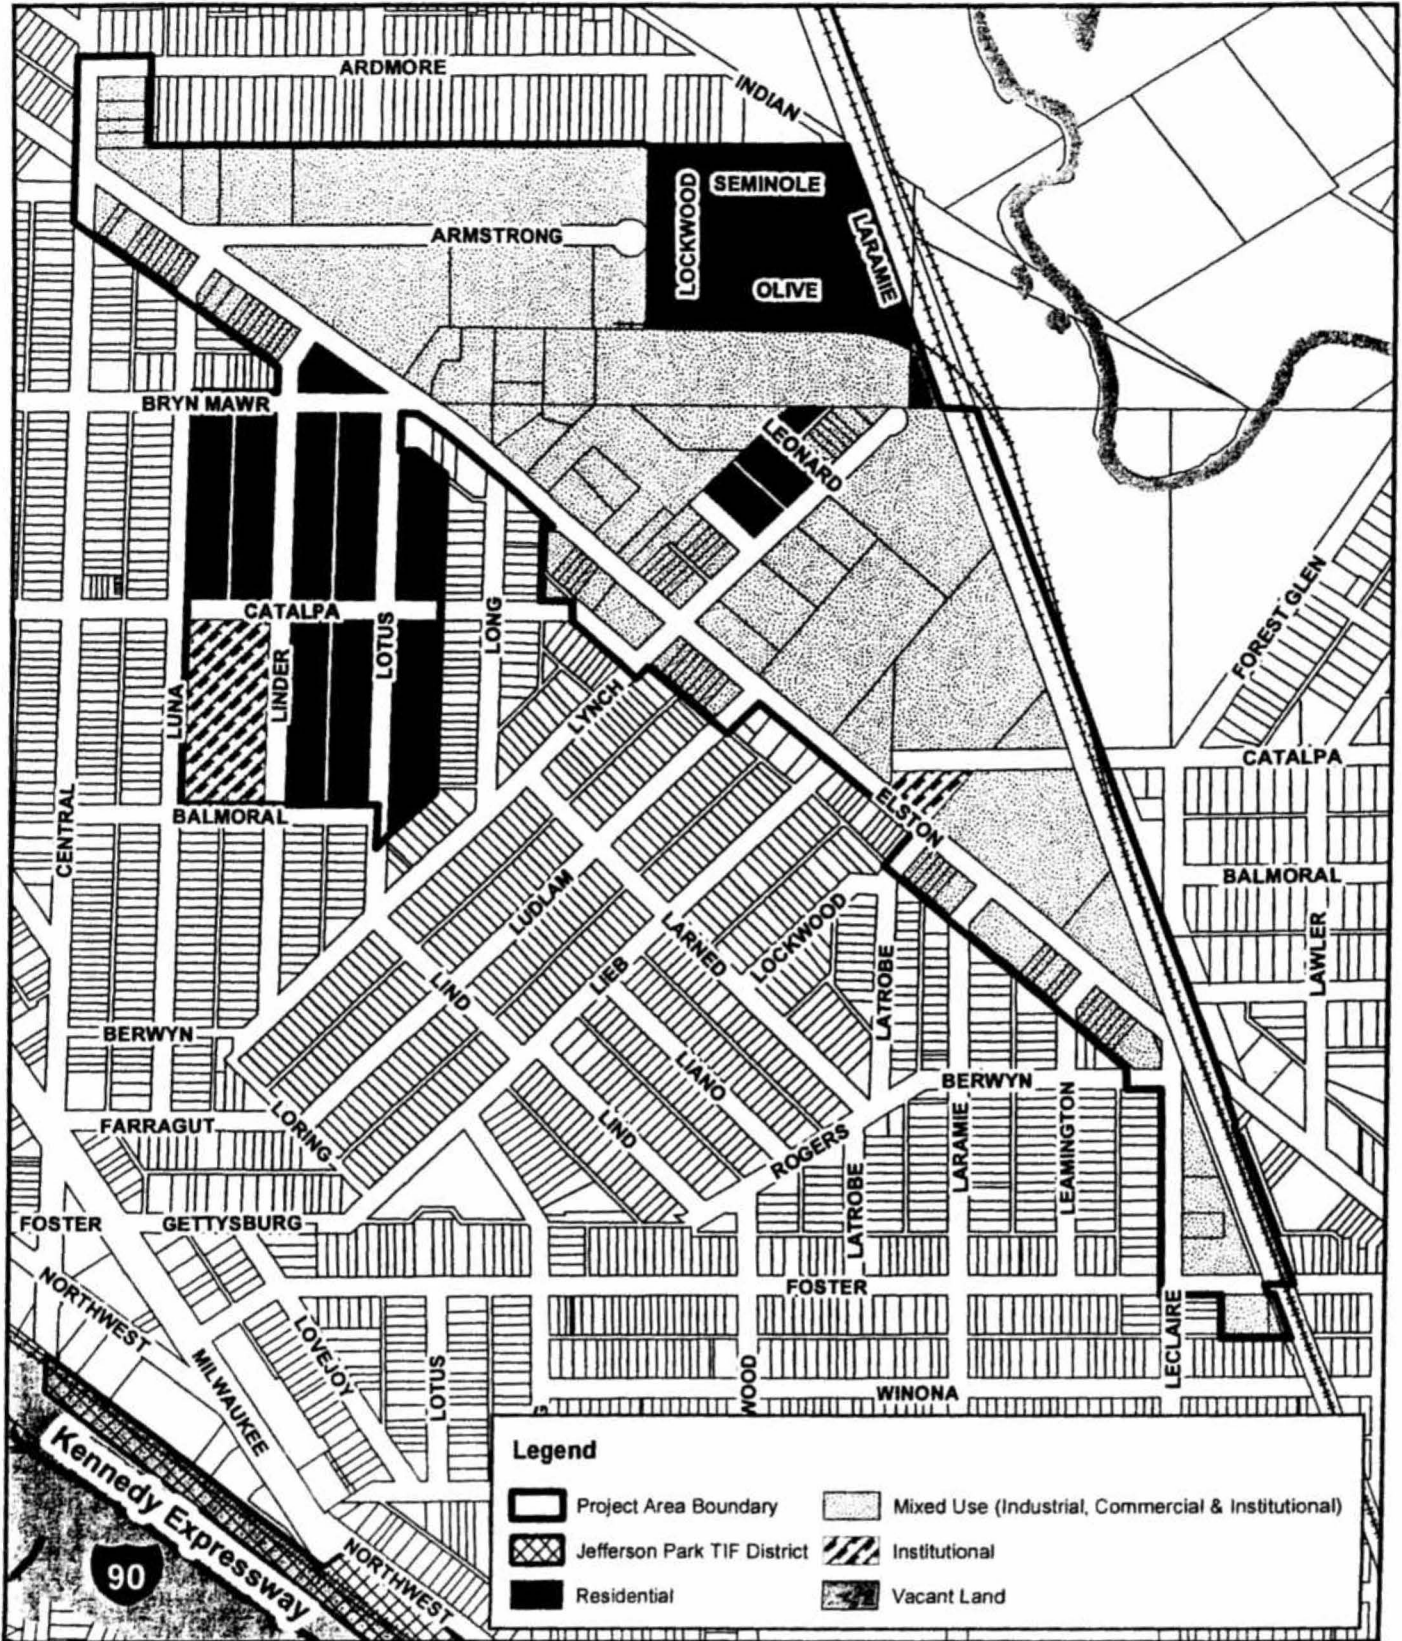 ARDMORE
INDIAN
LOCKWOOD
SEMINOLE
ARMSTRONG
LARAMIE
OLIVE
BRYN MAWR
LEONARD
CATALPA
LONG
LOTUS
LINDER
LUNA
LYNCH
FOREST GLEN
CATALPA
ELSTON
BALMORAL
CENTRAL
BALMORAL
LUDLAM
LOCKWOOD
LARNED
LAWLER
LIND
LIEB
LATROBE
BERWYN
LIANO
BERWYN
LORING
FARRAGUT
LIND
ROGERS
LATROBE
LARAMIE
LEAMINGTON
FOSTER
GETTYSBURG
FOSTER
NORTHWEST
LOVEJOY
LECLAIRE
MILWAUKEE
LOTUS
WOOD
WINONA
Kennedy Expressway
90
NORTHWEST
Legend
Project Area Boundary
Mixed Use (Industrial, Commercial & Institutional)
Jefferson Park TIF District
Institutional
Residential
Vacant Land